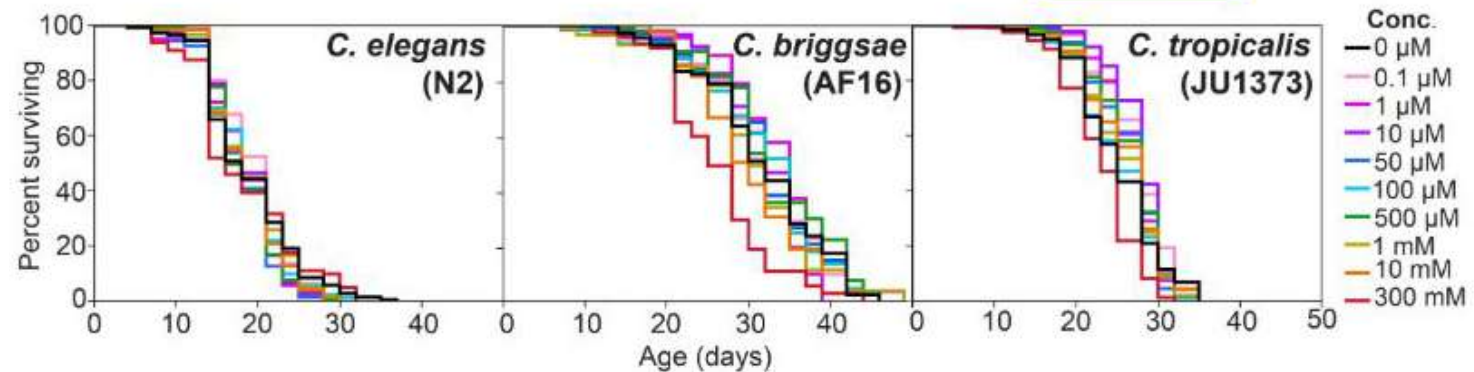 Percent surviving
100
80
60
40
20
0
C. elegans
(N2)
C. briggsae
(AF16)
C. tropicalis
(JU1373)
0 10 20 30 40
0 10 20 30 40
0 10 20 30 40 50
Age (days)
Conc.
0 µM
0.1 µM
1 µM
10 µM
50 µM
100 µM
500 µM
1 mM
10 mM
300 mM